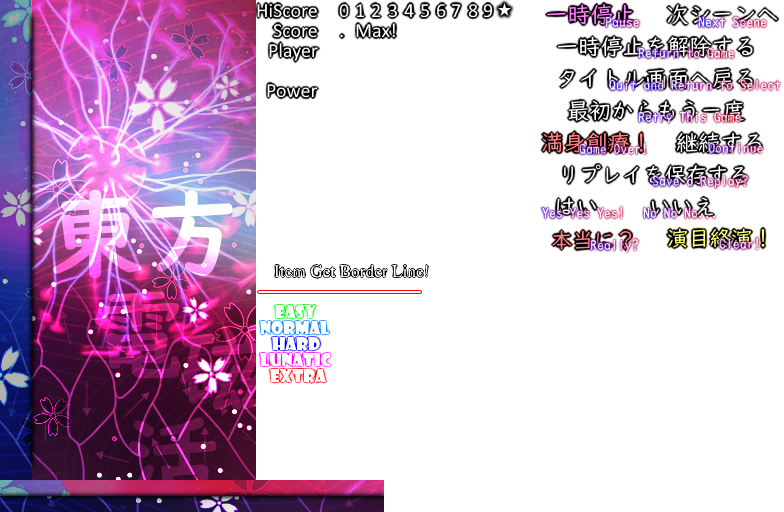 HiScore 0123456789★
Score . Max!
Player
Power
東方
電
活
Item Get Border Line!
EASY
NORMAL
HARD
LUNATIC
EXTRA
一時停止 次シーンへ
Pause Next Scene
一時停止を解除する
Return to Game
タイトル画面へ戻る
Quit and Return to Select
最初からもう一度
Retry This Game
満身創痍！ 継続する
Game Over! Continue
リプレイを保存する
Save a Replay?
はい いいえ
Yes Yes Yes! No No No...
本当に？ 演目終演！
Really? Clear!